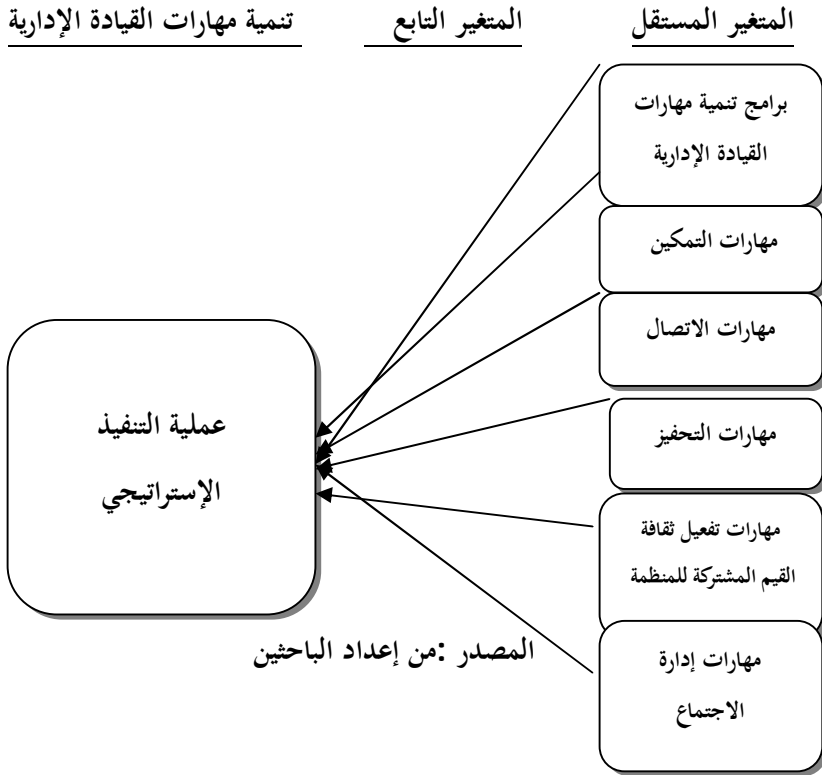 المتغير المستقل المتغير التابع تنمية مهارات القيادة الإدارية
برامج تنمية مهارات
القيادة الإدارية
مهارات التمكين
مهارات الاتصال
مهارات التحفيز
مهارات تفعيل ثقافة
القيم المشتركة للمنظمة
مهارات إدارة
الاجتماع
عملية التنفيذ
الإستراتيجي
المصدر :من إعداد الباحثين